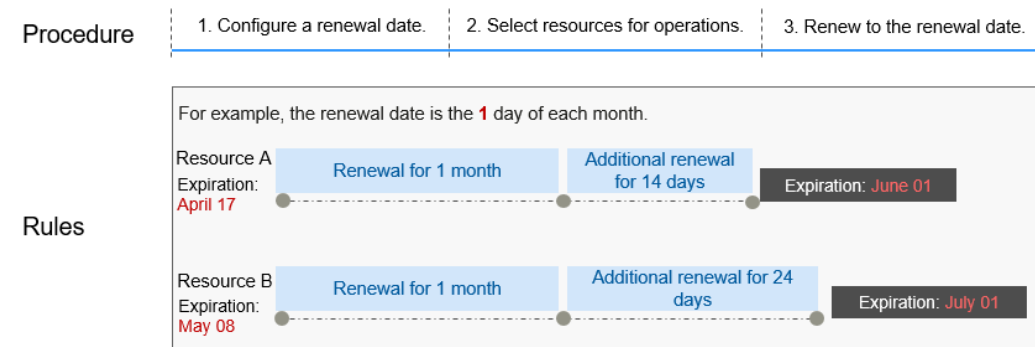 Procedure
1. Configure a renewal date.
2. Select resources for operations.
3. Renew to the renewal date.
Rules
For example, the renewal date is the 1 day of each month.
Resource A
Expiration:
April 17
Renewal for 1 month
Additional renewal
for 14 days
Expiration: June 01
Resource B
Expiration:
May 08
Renewal for 1 month
Additional renewal for 24
days
Expiration: July 01